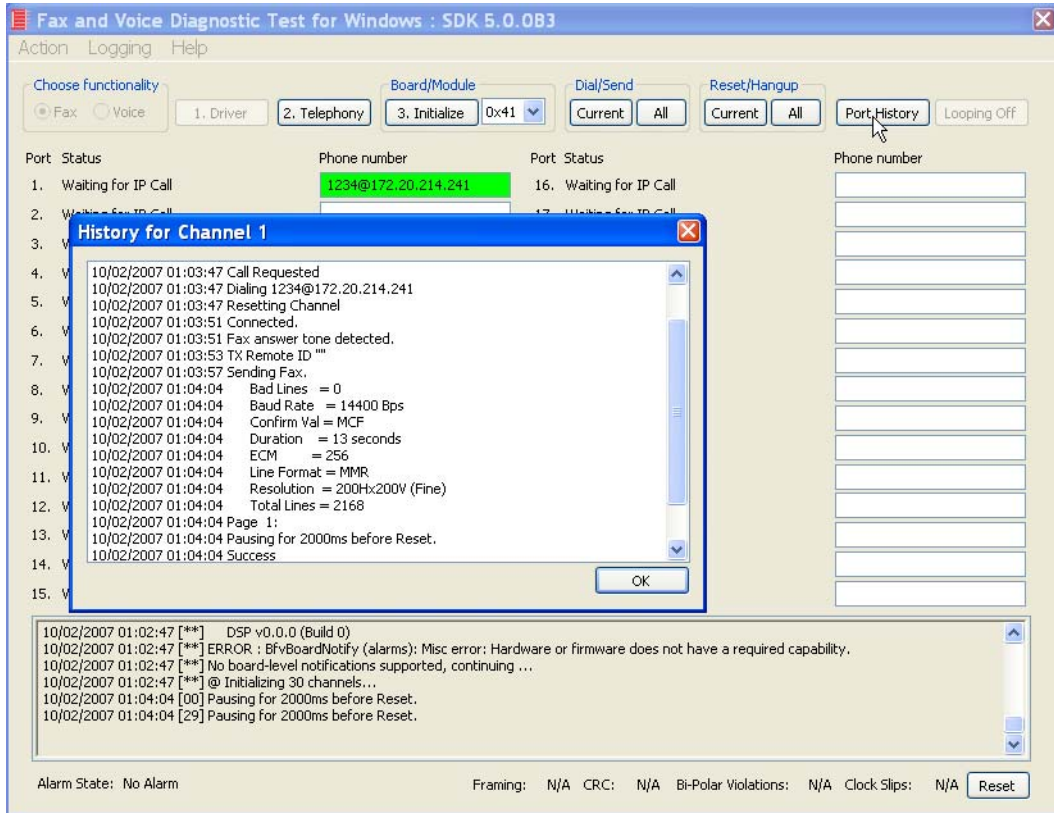 Fax and Voice Diagnostic Test for Windows : SDK 5.0.0B3
Action Logging Help
Choose functionality Board/Module Dial/Send Reset/Hangup
Fax Voice 1. Driver 2. Telephony 3. Initialize 0x41 Current All Current All Port History Looping Off
Port Status Phone number Port Status Phone number
1. Waiting for IP Call 1234@172.20.214.241 16. Waiting for IP Call
2. Waiting for IP Call 17. Waiting for IP Call
History for Channel 1
3.
4.
5.
6.
7.
8.
9.
10.
11.
12.
13.
14.
15.
10/02/2007 01:03:47 Call Requested
10/02/2007 01:03:47 Dialing 1234@172.20.214.241
10/02/2007 01:03:47 Resetting Channel
10/02/2007 01:03:51 Connected.
10/02/2007 01:03:51 Fax answer tone detected.
10/02/2007 01:03:53 TX Remote ID ""
10/02/2007 01:03:57 Sending Fax.
10/02/2007 01:04:04 Bad Lines = 0
10/02/2007 01:04:04 Baud Rate = 14400 Bps
10/02/2007 01:04:04 Confirm Val = MCF
10/02/2007 01:04:04 Duration = 13 seconds
10/02/2007 01:04:04 ECM = 256
10/02/2007 01:04:04 Line Format = MMR
10/02/2007 01:04:04 Resolution = 200Hx200V (Fine)
10/02/2007 01:04:04 Total Lines = 2168
10/02/2007 01:04:04 Page 1:
10/02/2007 01:04:04 Pausing for 2000ms before Reset.
10/02/2007 01:04:04 Success
OK
10/02/2007 01:02:47 [**] DSP v0.0.0 (Build 0)
10/02/2007 01:02:47 [**] ERROR : BfvBoardNotify (alarms): Misc error: Hardware or firmware does not have a required capability.
10/02/2007 01:02:47 [**] No board-level notifications supported, continuing ...
10/02/2007 01:02:47 [**] @ Initializing 30 channels...
10/02/2007 01:04:04 [00] Pausing for 2000ms before Reset.
10/02/2007 01:04:04 [29] Pausing for 2000ms before Reset.
Alarm State: No Alarm Framing: N/A CRC: N/A Bi-Polar Violations: N/A Clock Slips: N/A Reset